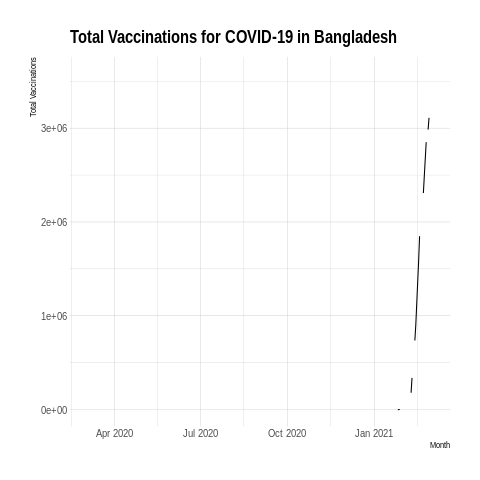 Total Vaccinations for COVID-19 in Bangladesh
Total Vaccinations
3e+06
2e+06
1e+06
0e+00
Apr 2020 Jul 2020 Oct 2020 Jan 2021
Month